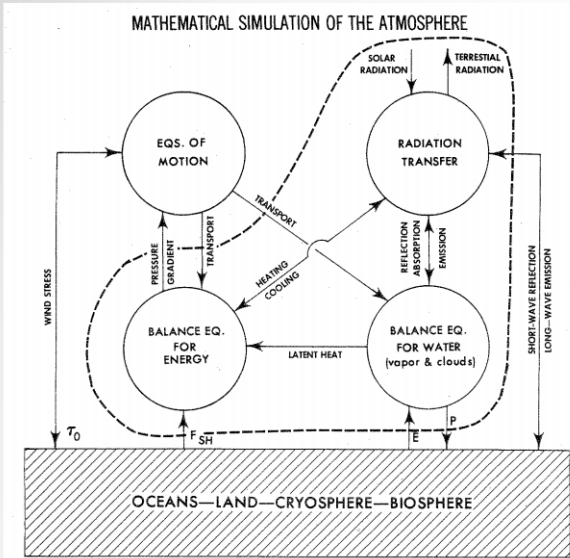 MATHEMATICAL SIMULATION OF THE ATMOSPHERE
SOLAR
RADIATION
TERRESTIAL
RADIATION
EQS. OF
MOTION
RADIATION
TRANSFER
TRANSPORT
PRESSURE
GRADIENT
TRANSPORT
HEATING
COOLING
REFLECTION
ABSORPTION
EMISSION
WIND STRESS
SHORT-WAVE REFLECTION
LONG-WAVE EMISSION
BALANCE EQ.
FOR
ENERGY
LATENT HEAT
BALANCE EQ.
FOR WATER
(vapor & clouds)
τ0
F SH
E
P
OCEANS—LAND—CRYOSPHERE—BIOSPHERE